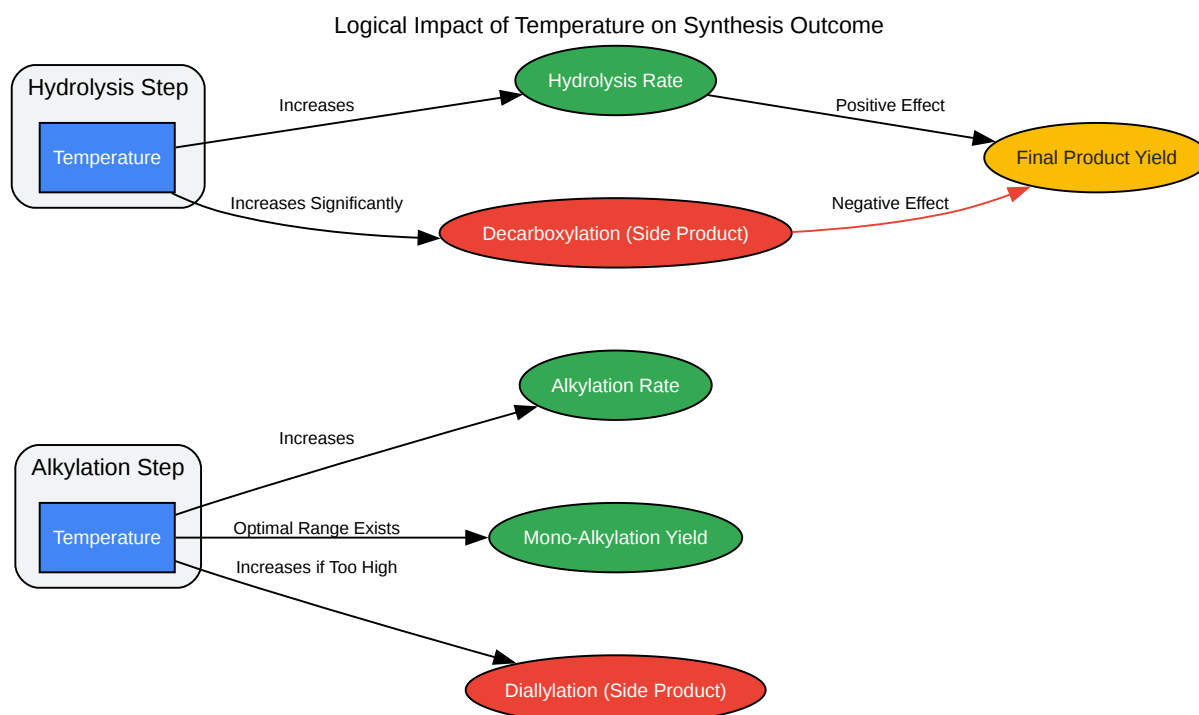 Logical Impact of Temperature on Synthesis Outcome
Hydrolysis Step
Temperature
Increases
Hydrolysis Rate
Positive Effect
Final Product Yield
Increases Significantly
Decarboxylation (Side Product)
Negative Effect
Alkylation Step
Temperature
Increases
Alkylation Rate
Optimal Range Exists
Mono-Alkylation Yield
Increases if Too High
Diallylation (Side Product)